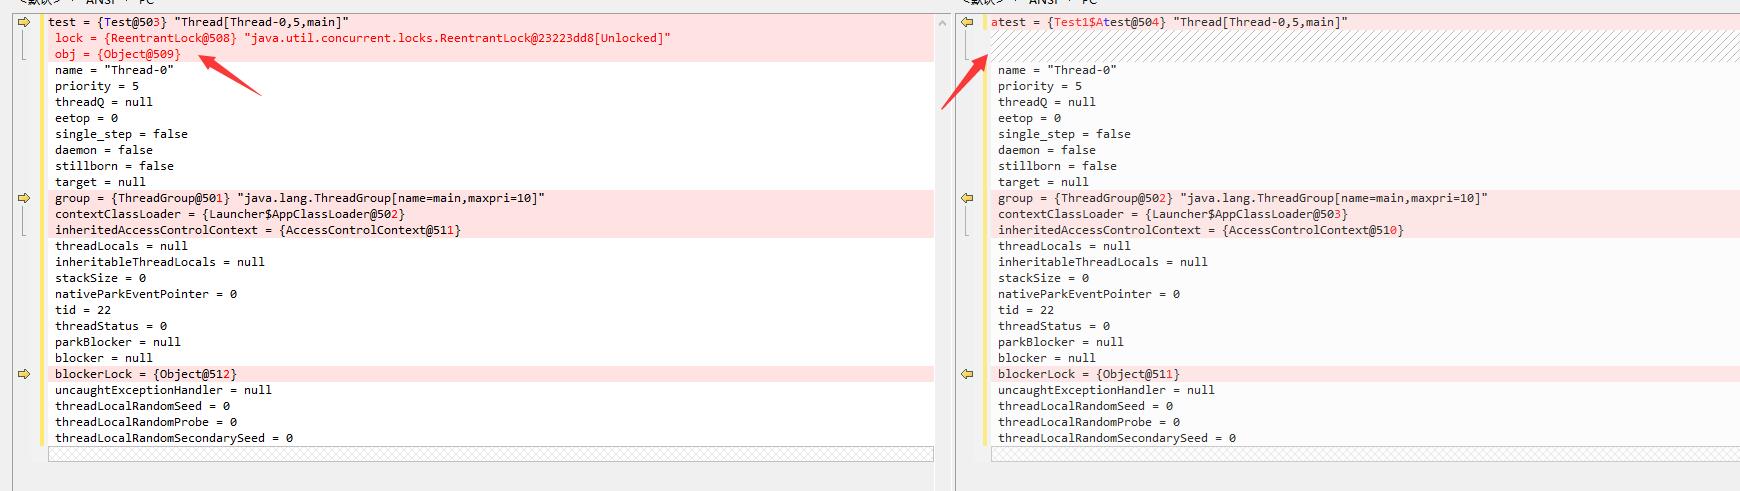 test = {Test@503} "Thread[Thread-0,5,main]"
lock = {ReentrantLock@508} "java.util.concurrent.locks.ReentrantLock@23223dd8[Unlocked]"
obj = {Object@509}
name = "Thread-0"
priority = 5
threadQ = null
eetop = 0
single_step = false
daemon = false
stillborn = false
target = null
group = {ThreadGroup@501} "java.lang.ThreadGroup[name=main,maxpri=10]"
contextClassLoader = {Launcher$AppClassLoader@502}
inheritedAccessControlContext = {AccessControlContext@511}
threadLocals = null
inheritableThreadLocals = null
stackSize = 0
nativeParkEventPointer = 0
tid = 22
threadStatus = 0
parkBlocker = null
blocker = null
blockerLock = {Object@512}
uncaughtExceptionHandler = null
threadLocalRandomSeed = 0
threadLocalRandomProbe = 0
threadLocalRandomSecondarySeed = 0
atest = {Test1$Atest@504} "Thread[Thread-0,5,main]"
name = "Thread-0"
priority = 5
threadQ = null
eetop = 0
single_step = false
daemon = false
stillborn = false
target = null
group = {ThreadGroup@502} "java.lang.ThreadGroup[name=main,maxpri=10]"
contextClassLoader = {Launcher$AppClassLoader@503}
inheritedAccessControlContext = {AccessControlContext@510}
threadLocals = null
inheritableThreadLocals = null
stackSize = 0
nativeParkEventPointer = 0
tid = 22
threadStatus = 0
parkBlocker = null
blocker = null
blockerLock = {Object@511}
uncaughtExceptionHandler = null
threadLocalRandomSeed = 0
threadLocalRandomProbe = 0
threadLocalRandomSecondarySeed = 0